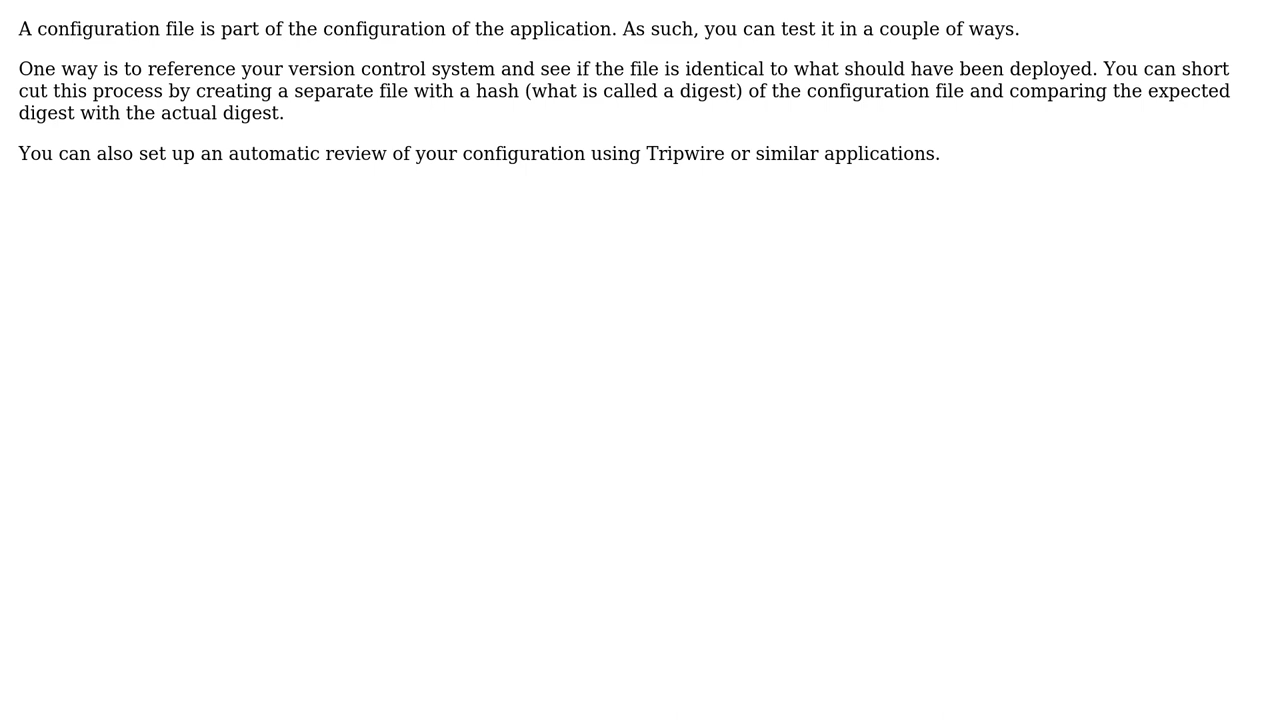 A configuration file is part of the configuration of the application. As such, you can test it in a couple of ways.
One way is to reference your version control system and see if the file is identical to what should have been deployed. You can short
cut this process by creating a separate file with a hash (what is called a digest) of the configuration file and comparing the expected
digest with the actual digest.
You can also set up an automatic review of your configuration using Tripwire or similar applications.